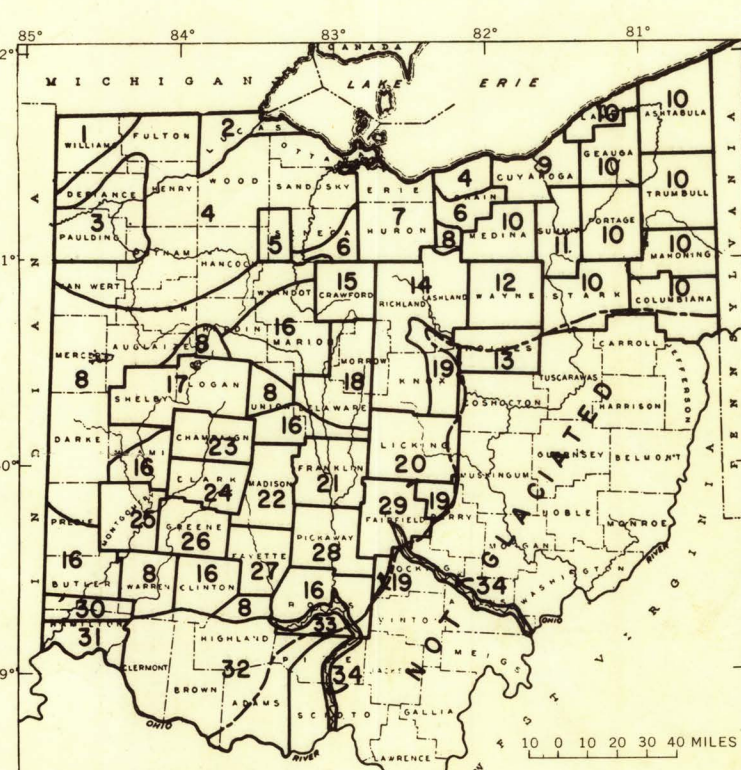 85° 84° 83° 82° 81°
2°
CANADA
MICHIGAN LAKE ERIE
10 10
1 2 ASHTABULA
WILLIAMS FULTON LUCAS LAKE
OTTAWA 9 GEAUGA 10
4 CUYAHOGA 10
DEFIANCE HENRY WOOD SANDUSKY ERIE LORAIN TRUMBULL
3 4 7 6 10 PORTAGE
PAULDING 5 SENECA 6 HURON 8 MEDINA SUMMIT 11 10 10
PUTNAM MAHONING
1° HANCOCK
VAN WERT WYANDOT 15 14 12 10 10
CRAWFORD RICHLAND ASHLAND WAYNE STARK COLUMBIANA
HARDIN 16
AUGLAIZE 8 MARION CARROLL
MERCER MORROW 19 HOLMES 13 JEFFERSON
8 17 LOGAN 8 18 KNOX TUSCARAWAS
SHELBY UNION DELAWARE COSHOCTON HARRISON
16
DARKE CHAMPAIGN 23 LICKING
MIAMI 20 GUERNSEY BELMONT
0° 16 CLARK 24 FRANKLIN 21 MUSKINGUM
MADISON 22
MONTGOMERY 25 29 19 NOBLE
PREBLE GREENE 26 PICKAWAY 28 FAIRFIELD PERRY MONROE
FAYETTE 27 MORGAN
16 8 16 HOCKING RIVER
BUTLER WARREN CLINTON 16 19 34 WASHINGTON
30 8 ROSS OHIO
HAMILTON 31 33 VINTON
HIGHLAND
9° CLERMONT 32 PIKE 34 MEIGS
BROWN ADAMS JACKSON
SCIOTO GALLIA
OHIO RIVER
LAWRENCE
NOT GLACIATED
INDIANA
10 0 10 20 30 40 MILES